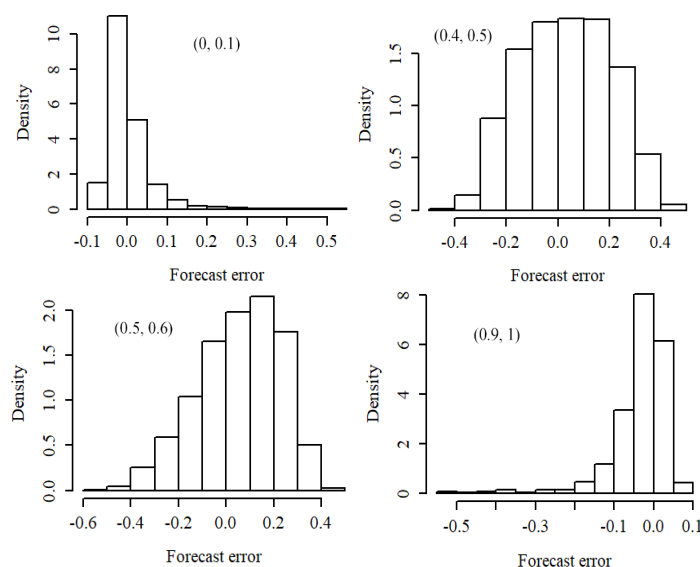 (0, 0.1)
Density
0 2 4 6 8 10
-0.1 0.0 0.1 0.2 0.3 0.4 0.5
Forecast error
(0.4, 0.5)
Density
0.0 0.5 1.0 1.5
-0.4 -0.2 0.0 0.2 0.4
Forecast error
(0.5, 0.6)
Density
0.0 0.5 1.0 1.5 2.0
-0.6 -0.4 -0.2 0.0 0.2 0.4
Forecast error
(0.9, 1)
Density
0 2 4 6 8
-0.5 -0.3 -0.1 0.0 0.1
Forecast error